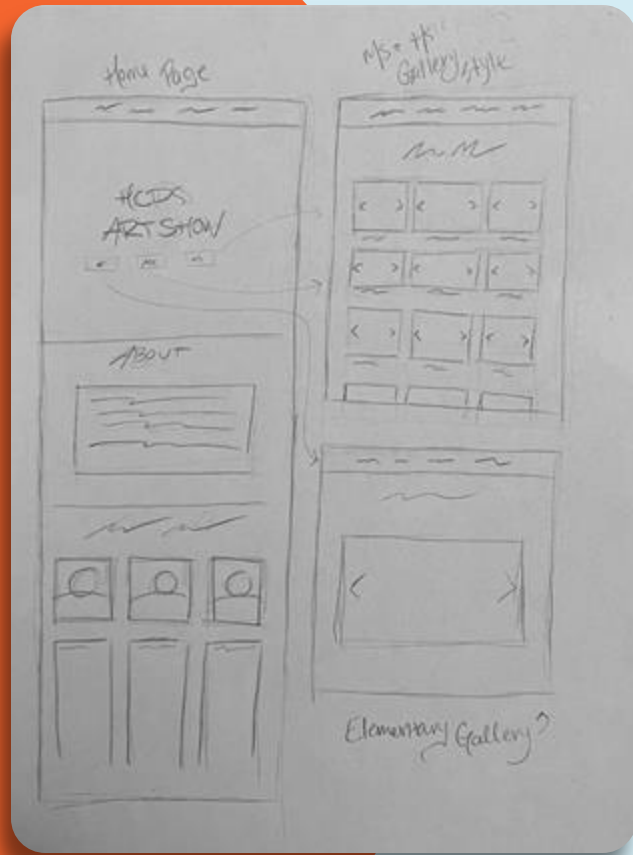 Home Page
MS + HS
Gallery Style
HCDS
ART SHOW
ABOUT
Elementary Gallery